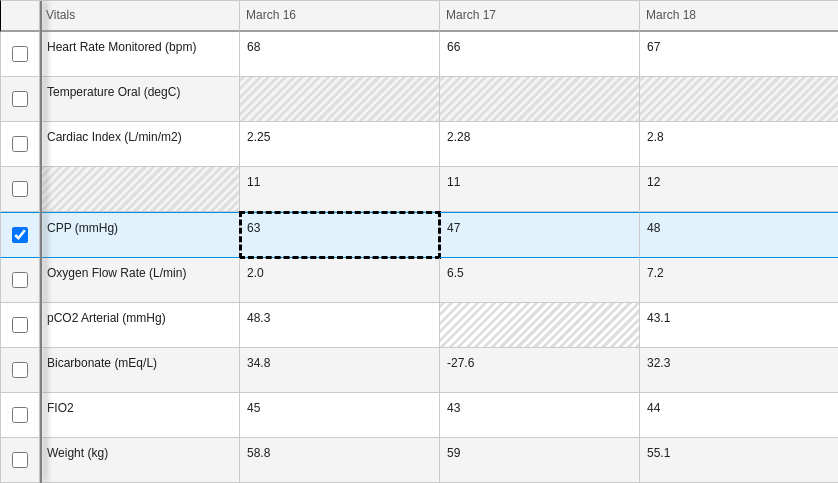 Vitals March 16 March 17 March 18
Heart Rate Monitored (bpm) 68 66 67
Temperature Oral (degC)
Cardiac Index (L/min/m2) 2.25 2.28 2.8
11 11 12
CPP (mmHg) 63 47 48
Oxygen Flow Rate (L/min) 2.0 6.5 7.2
pCO2 Arterial (mmHg) 48.3 43.1
Bicarbonate (mEq/L) 34.8 -27.6 32.3
FIO2 45 43 44
Weight (kg) 58.8 59 55.1